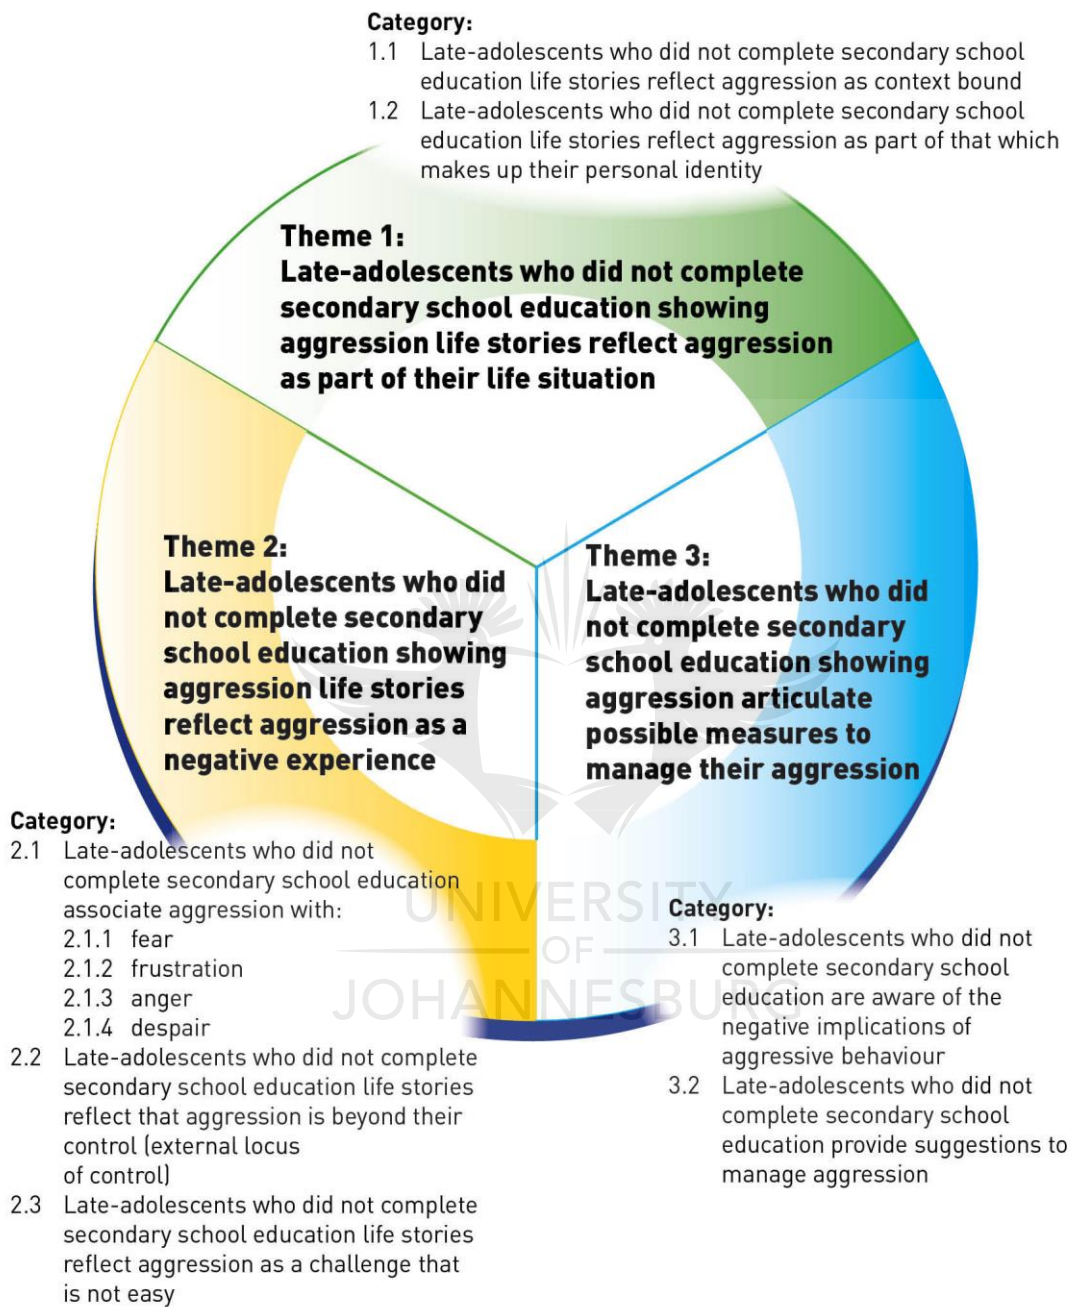 Category:
1.1 Late-adolescents who did not complete secondary school
education life stories reflect aggression as context bound
1.2 Late-adolescents who did not complete secondary school
education life stories reflect aggression as part of that which
makes up their personal identity
Theme 1:
Late-adolescents who did not complete
secondary school education showing
aggression life stories reflect aggression
as part of their life situation
Theme 2:
Late-adolescents who did
not complete secondary
school education showing
aggression life stories
reflect aggression as a
negative experience
Theme 3:
Late-adolescents who did
not complete secondary
school education showing
aggression articulate
possible measures to
manage their aggression
Category:
2.1 Late-adolescents who did not
complete secondary school education
associate aggression with:
2.1.1 fear
2.1.2 frustration
2.1.3 anger
2.1.4 despair
2.2 Late-adolescents who did not complete
secondary school education life stories
reflect that aggression is beyond their
control (external locus
of control)
2.3 Late-adolescents who did not complete
secondary school education life stories
reflect aggression as a challenge that
is not easy
Category:
3.1 Late-adolescents who did not
complete secondary school
education are aware of the
negative implications of
aggressive behaviour
3.2 Late-adolescents who did not
complete secondary school
education provide suggestions to
manage aggression
UNIVERSITY
OF
JOHANNESBURG